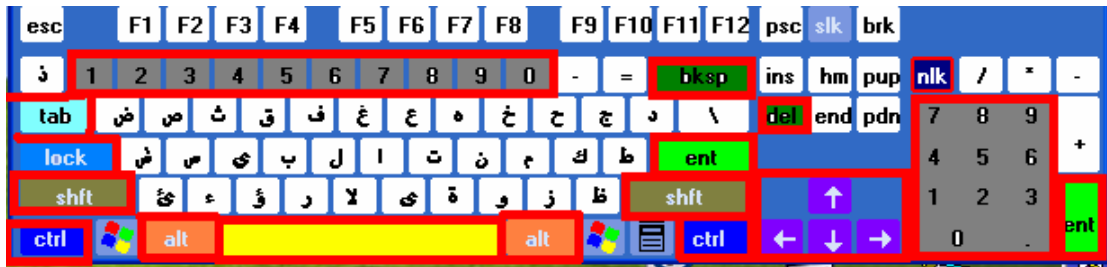 esc F1 F2 F3 F4 F5 F6 F7 F8 F9 F10 F11 F12 psc slk brk
ذ 1 2 3 4 5 6 7 8 9 0 - = bksp ins hm pup nlk / * -
tab ض ص ث ق ف غ ع ه خ ح ج د \ del end pdn 7 8 9 +
lock ش س ي ب ل ا ت ن م ك ط ent 4 5 6
shft ئ ء ؤ ر لا ى ة و ز ظ shft ↑ 1 2 3
ctrl alt alt ctrl ← ↓ → 0 . ent